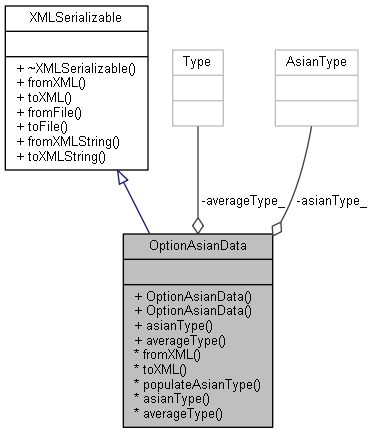 XMLSerializable
+ ~XMLSerializable()
+ fromXML()
+ toXML()
+ fromFile()
+ toFile()
+ fromXMLString()
+ toXMLString()
Type
AsianType
-averageType_
-asianType_
OptionAsianData
+ OptionAsianData()
+ OptionAsianData()
+ asianType()
+ averageType()
* fromXML()
* toXML()
* populateAsianType()
* asianType()
* averageType()